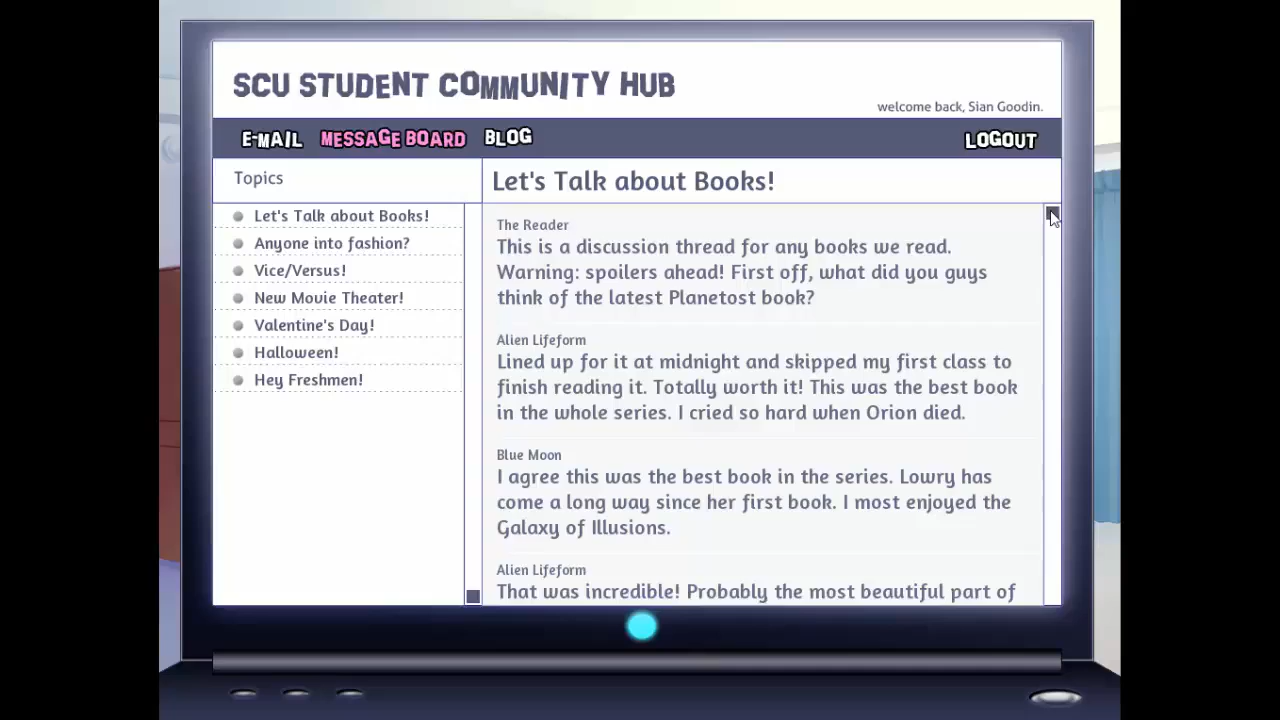 SCU STUDENT COMMUNITY HUB
welcome back, Sian Goodin.
E-MAIL MESSAGE BOARD BLOG LOGOUT
Topics
Let's Talk about Books!
Anyone into fashion?
Vice/Versus!
New Movie Theater!
Valentine's Day!
Halloween!
Hey Freshmen!
Let's Talk about Books!
The Reader
This is a discussion thread for any books we read.
Warning: spoilers ahead! First off, what did you guys
think of the latest Planetost book?
Alien Lifeform
Lined up for it at midnight and skipped my first class to
finish reading it. Totally worth it! This was the best book
in the whole series. I cried so hard when Orion died.
Blue Moon
I agree this was the best book in the series. Lowry has
come a long way since her first book. I most enjoyed the
Galaxy of Illusions.
Alien Lifeform
That was incredible! Probably the most beautiful part of